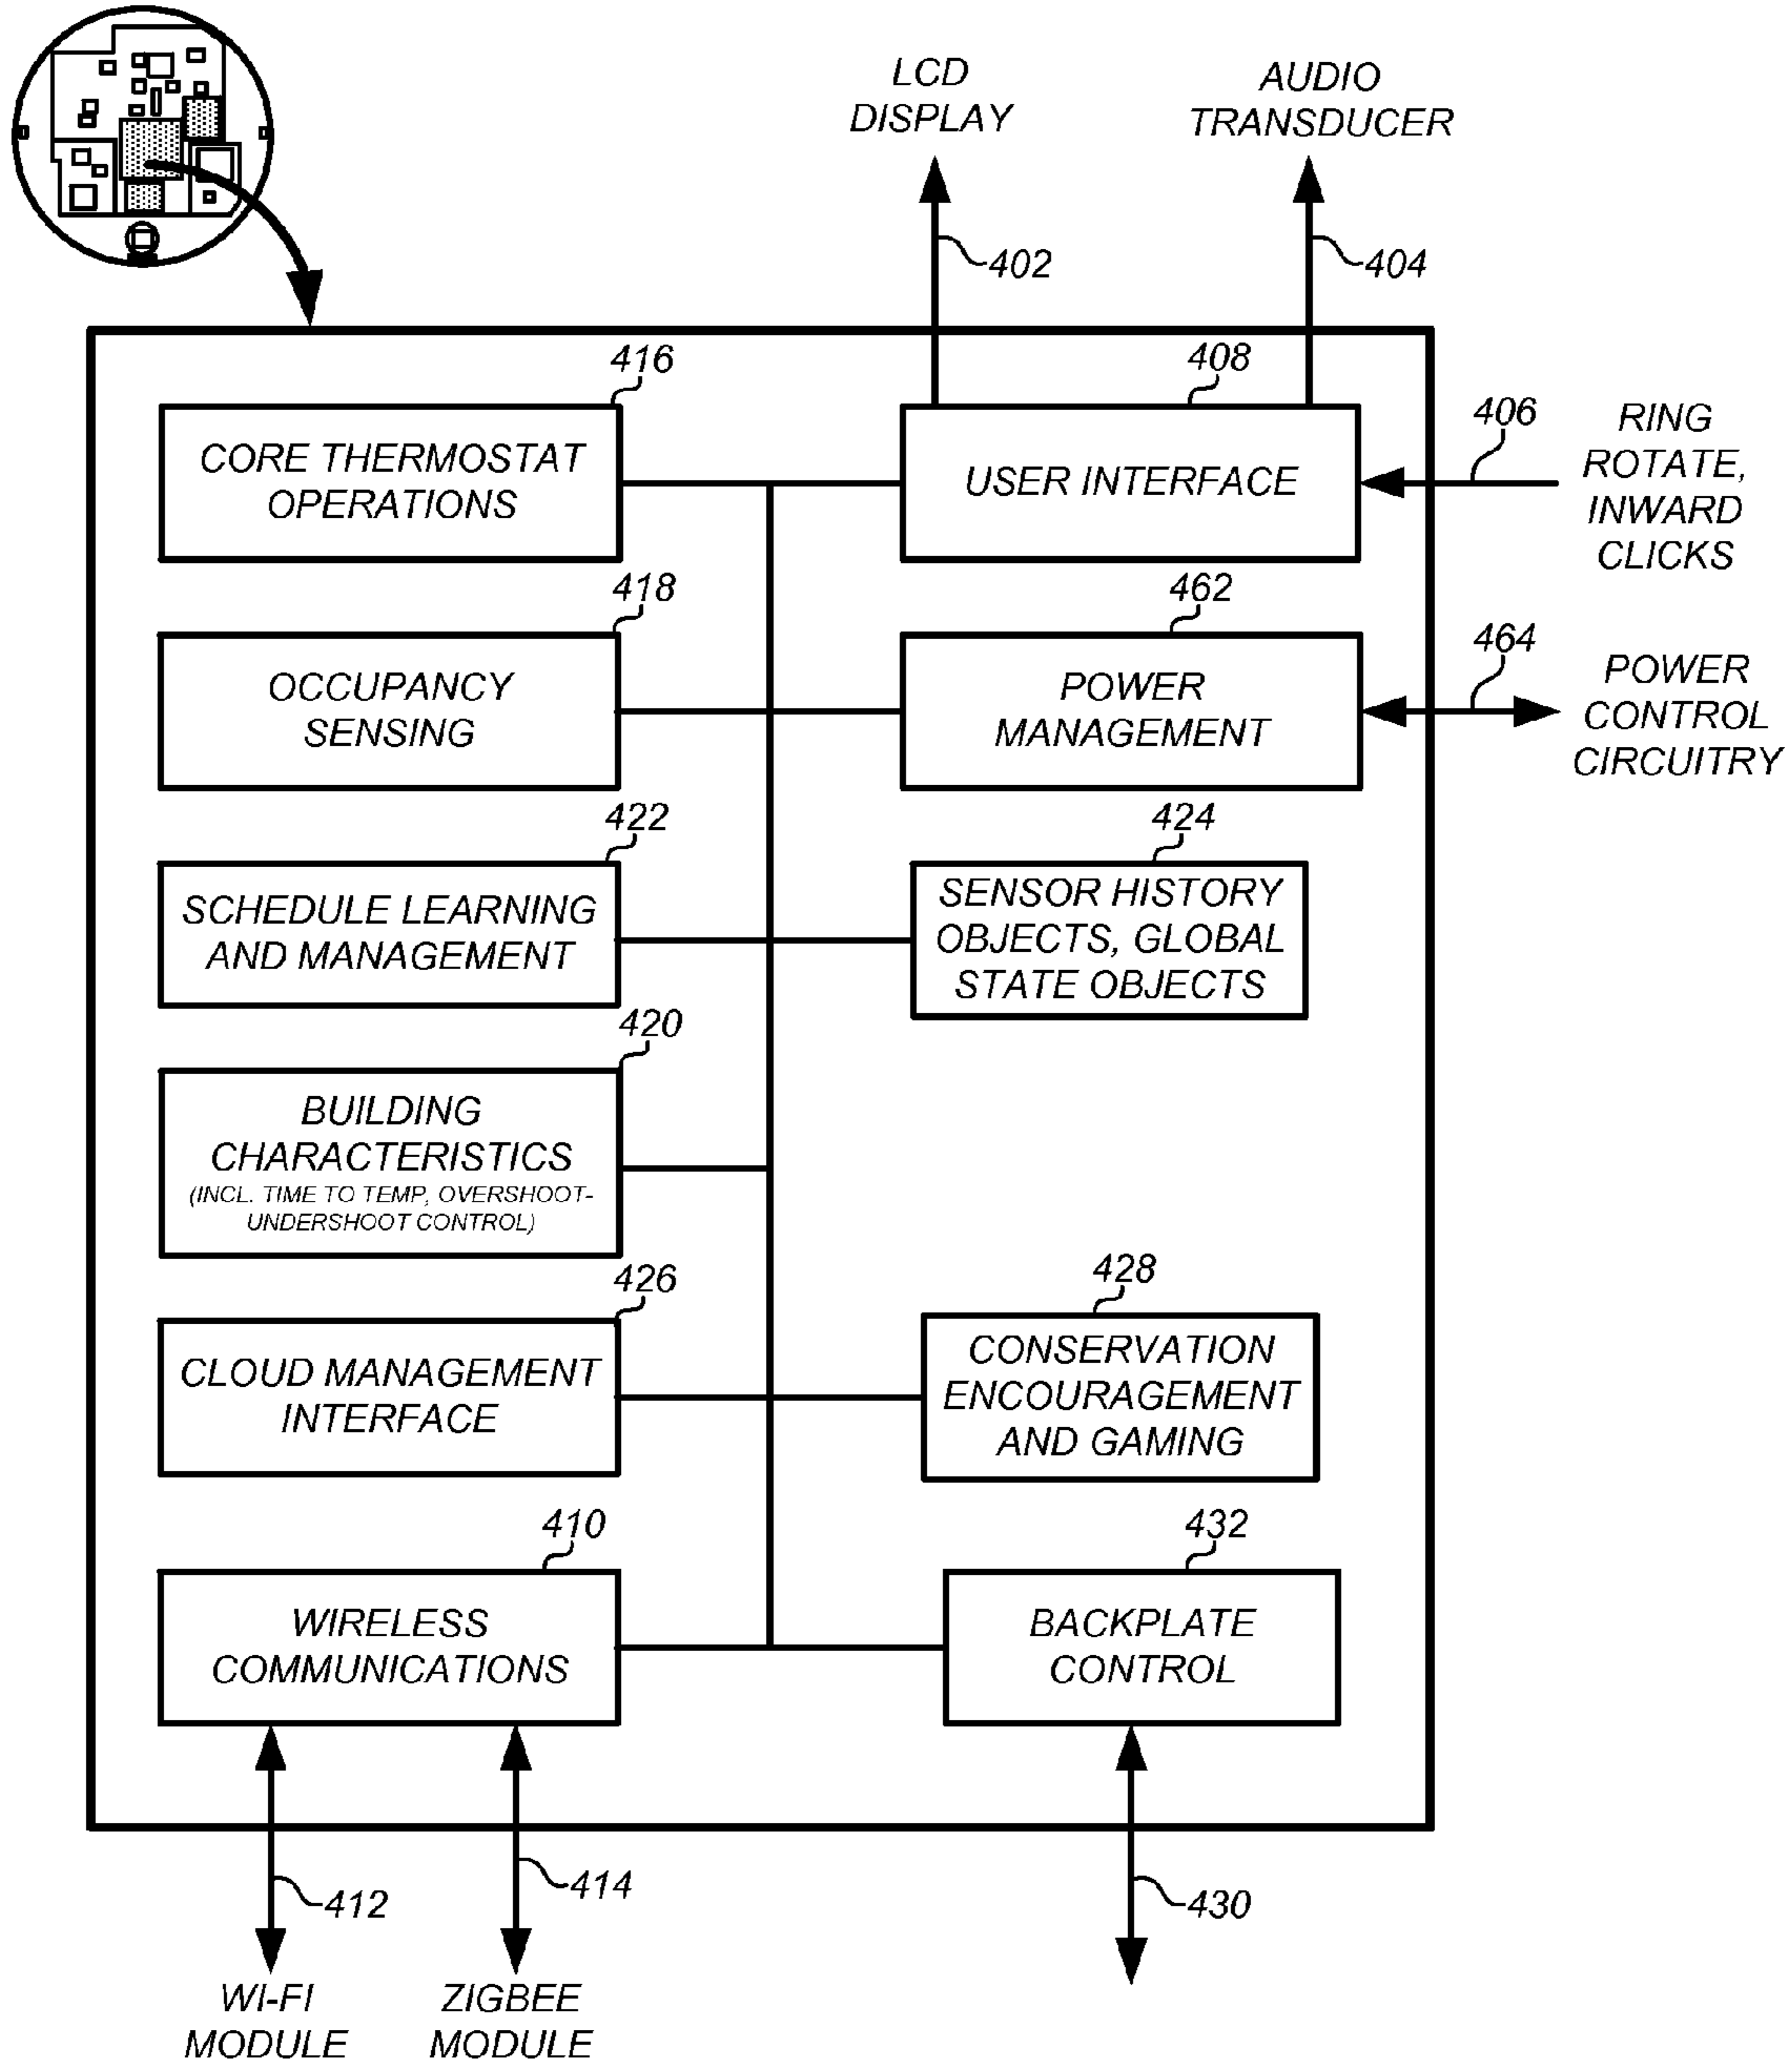 LCD
DISPLAY
AUDIO
TRANSDUCER
402
404
416
CORE THERMOSTAT
OPERATIONS
408
USER INTERFACE
406
RING
ROTATE,
INWARD
CLICKS
418
OCCUPANCY
SENSING
462
POWER
MANAGEMENT
464
POWER
CONTROL
CIRCUITRY
422
SCHEDULE LEARNING
AND MANAGEMENT
424
SENSOR HISTORY
OBJECTS, GLOBAL
STATE OBJECTS
420
BUILDING
CHARACTERISTICS
(INCL. TIME TO TEMP, OVERSHOOT-
UNDERSHOOT CONTROL)
426
CLOUD MANAGEMENT
INTERFACE
428
CONSERVATION
ENCOURAGEMENT
AND GAMING
410
WIRELESS
COMMUNICATIONS
432
BACKPLATE
CONTROL
412
414
430
WI-FI
MODULE
ZIGBEE
MODULE